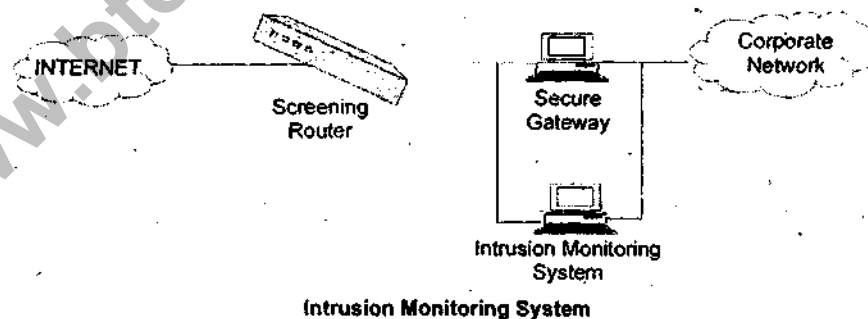 INTERNET
Screening
Router
Secure
Gateway
Corporate
Network
Intrusion Monitoring
System
Intrusion Monitoring System